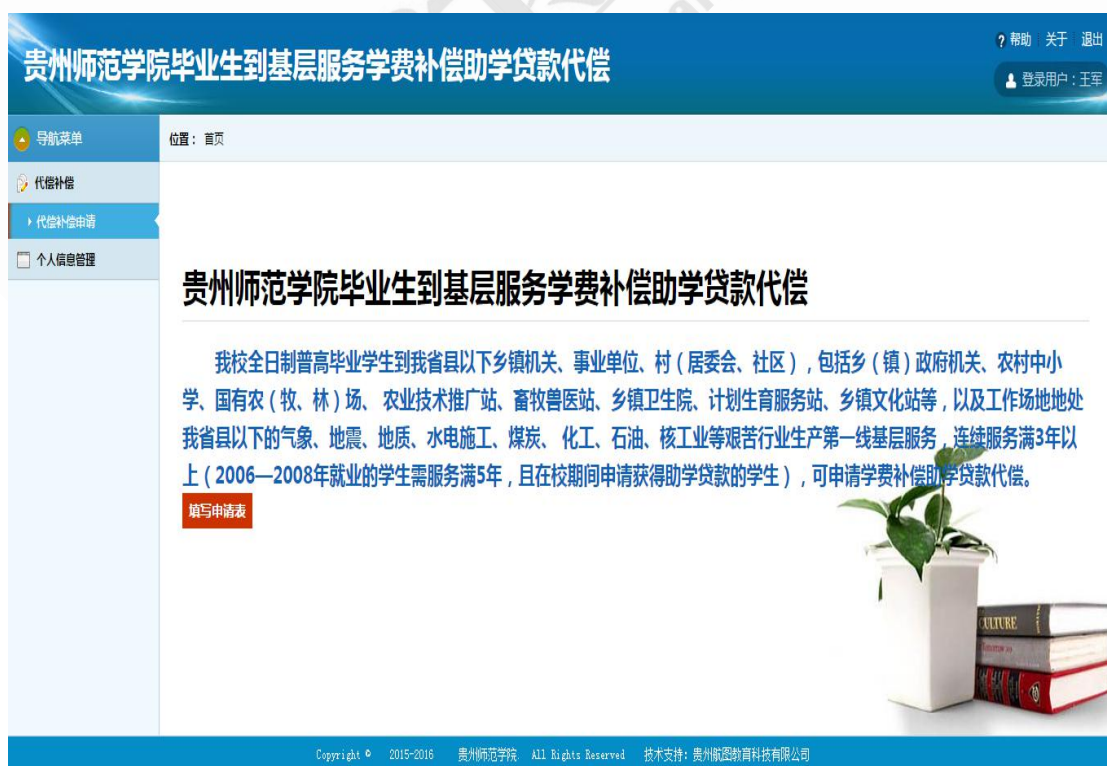 贵州师范学院毕业生到基层服务学费补偿助学贷款代偿
帮助 关于 退出
登录用户：王军
导航菜单
位置： 首页
代偿补偿
代偿补偿申请
个人信息管理
贵州师范学院毕业生到基层服务学费补偿助学贷款代偿
我校全日制普高毕业学生到我省县以下乡镇机关、事业单位、村（居委会、社区），包括乡（镇）政府机关、农村中小
学、国有农（牧、林）场、 农业技术推广站、畜牧兽医站、乡镇卫生院、计划生育服务站、乡镇文化站等，以及工作场地地处
我省县以下的气象、地震、地质、水电施工、煤炭、 化工、石油、核工业等艰苦行业生产第一线基层服务，连续服务满3年以
上（2006—2008年就业的学生需服务满5年，且在校期间申请获得助学贷款的学生），可申请学费补偿助学贷款代偿。
填写申请表
CULTURE
Copyright © 2015-2016 贵州师范学院 All Rights Reserved 技术支持：贵州航图教育科技有限公司